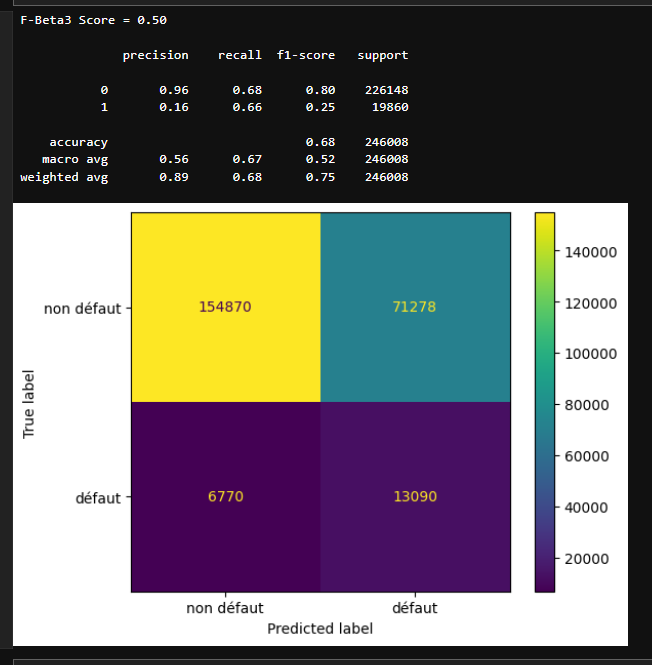 F-Beta3 Score = 0.50
precision recall f1-score support
0 0.96 0.68 0.80 226148
1 0.16 0.66 0.25 19860
accuracy 0.68 246008
macro avg 0.56 0.67 0.52 246008
weighted avg 0.89 0.68 0.75 246008
140000
120000
100000
80000
60000
40000
20000
True label
non défaut
154870
71278
défaut
6770
13090
non défaut
défaut
Predicted label